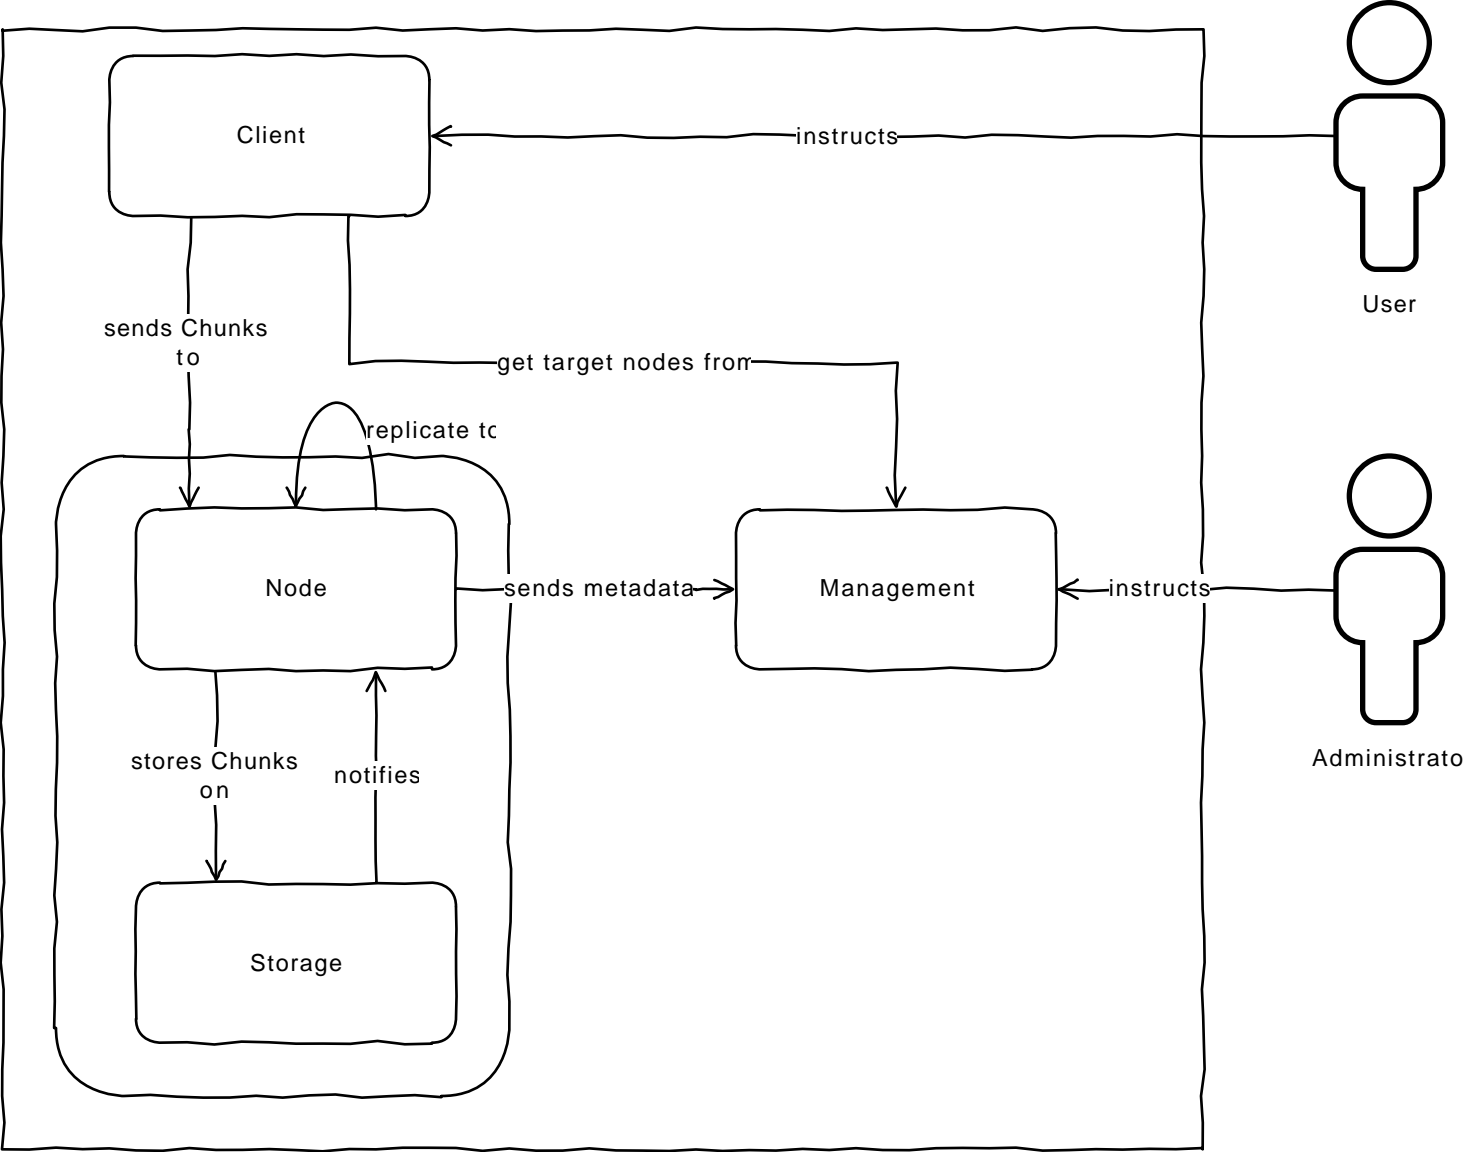 Client
instructs
User
sends Chunks
to
get target nodes from
replicate to
Node
sends metadata
Management
instructs
Administrato
stores Chunks
on
notifies
Storage